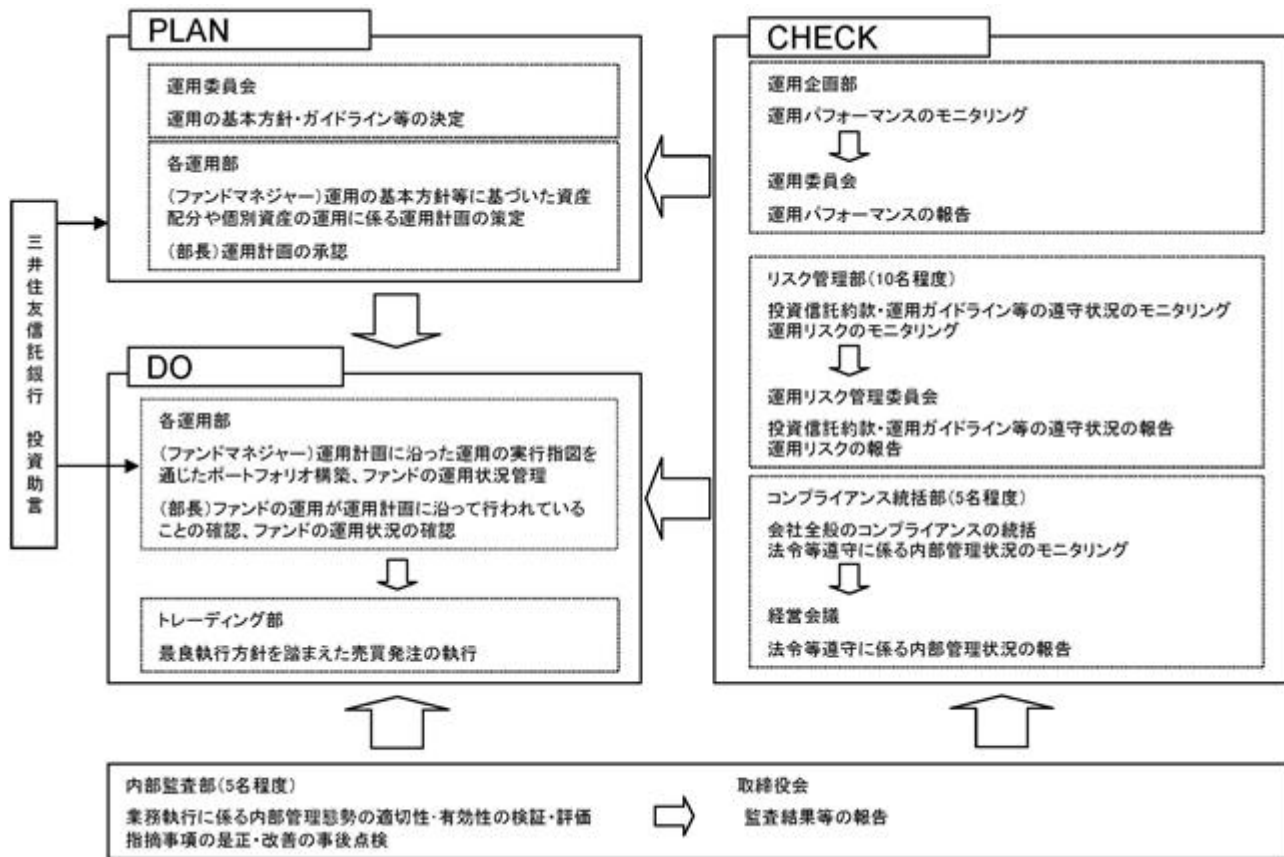 PLAN
運用委員会
運用の基本方針・ガイドライン等の決定
各運用部
(ファンドマネジャー)運用の基本方針等に基づいた資産
配分や個別資産の運用に係る運用計画の策定
(部長)運用計画の承認
三井住友信託銀行 投資助言
DO
各運用部
(ファンドマネジャー)運用計画に沿った運用の実行指図を
通じたポートフォリオ構築、ファンドの運用状況管理
(部長)ファンドの運用が運用計画に沿って行われている
ことの確認、ファンドの運用状況の確認
トレーディング部
最良執行方針を踏まえた売買発注の執行
CHECK
運用企画部
運用パフォーマンスのモニタリング
運用委員会
運用パフォーマンスの報告
リスク管理部(10名程度)
投資信託約款・運用ガイドライン等の遵守状況のモニタリング
運用リスクのモニタリング
運用リスク管理委員会
投資信託約款・運用ガイドライン等の遵守状況の報告
運用リスクの報告
コンプライアンス統括部(5名程度)
会社全般のコンプライアンスの統括
法令等遵守に係る内部管理状況のモニタリング
経営会議
法令等遵守に係る内部管理状況の報告
内部監査部(5名程度)
業務執行に係る内部管理態勢の適切性・有効性の検証・評価
指摘事項の是正・改善の事後点検
取締役会
監査結果等の報告